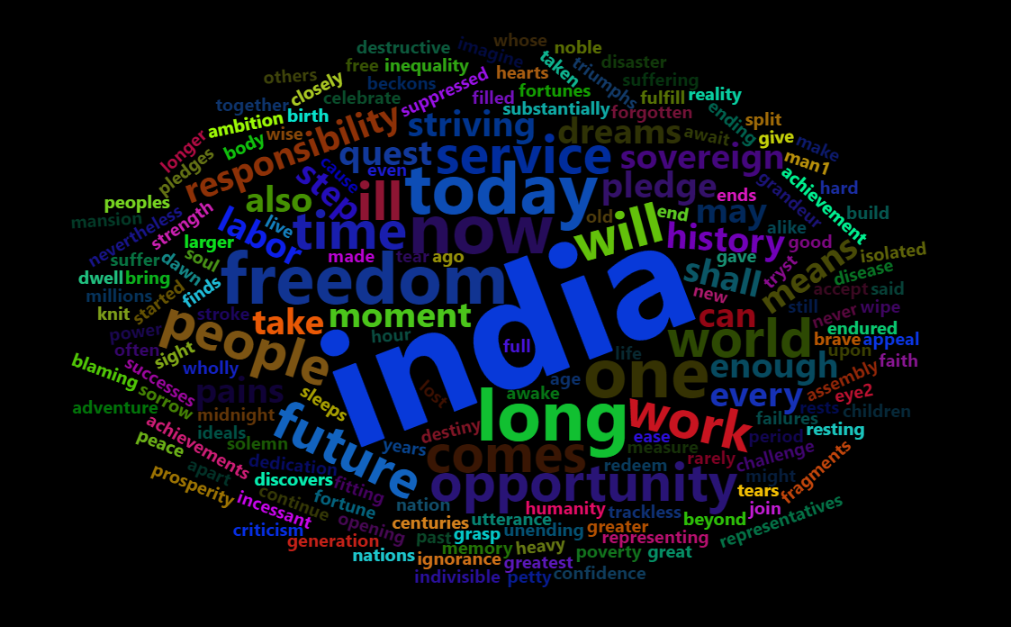 whose
noble
destructive
imagine
disaster
free
inequality
hearts
taken
triumphs
suffering
others
closely
beckons
suppressed
fortunes
fulfill
reality
together
celebrate
filled
substantially
forgotten
ending
split
ambition
birth
striving
dreams
await
give
make
longer
body
wise
responsibility
quest
service
sovereign
man1
pledges
cause
even
today
pledge
ends
grandeur
achievement
hard
peoples
also
step
ill
old
may
build
mansion
strength
labor
live
time
now
will
end
history
alike
good
nevertheless
larger
made
tear
ago
gave
tryst
means
isolated
suffer
soul
dawn
freedom
india
shall
disease
dwell
bring
finds
new
accept
said
millions
started
stroke
take
moment
can
still
never
wipe
knit
power
people
hour
full
one
world
upon
endured
brave
appeal
often
sight
wholly
life
enough
assembly
faith
blaming
successes
sorrow
pains
sleeps
lost
age
awake
long
work
every
rests
eye2
children
adventure
midnight
future
destiny
failures
resting
peace
achievements
ideals
solemn
years
comes
ease
measure
period
challenge
apart
dedication
redeem
rarely
might
fragments
prosperity
discovers
fitting
opportunity
tears
incessant
continue
fortune
nation
humanity
trackless
beyond
join
representatives
criticism
opening
centuries
utterance
unending
greater
generation
past
grasp
representing
nations
memory
heavy
poverty
great
ignorance
greatest
indivisible
petty
confidence